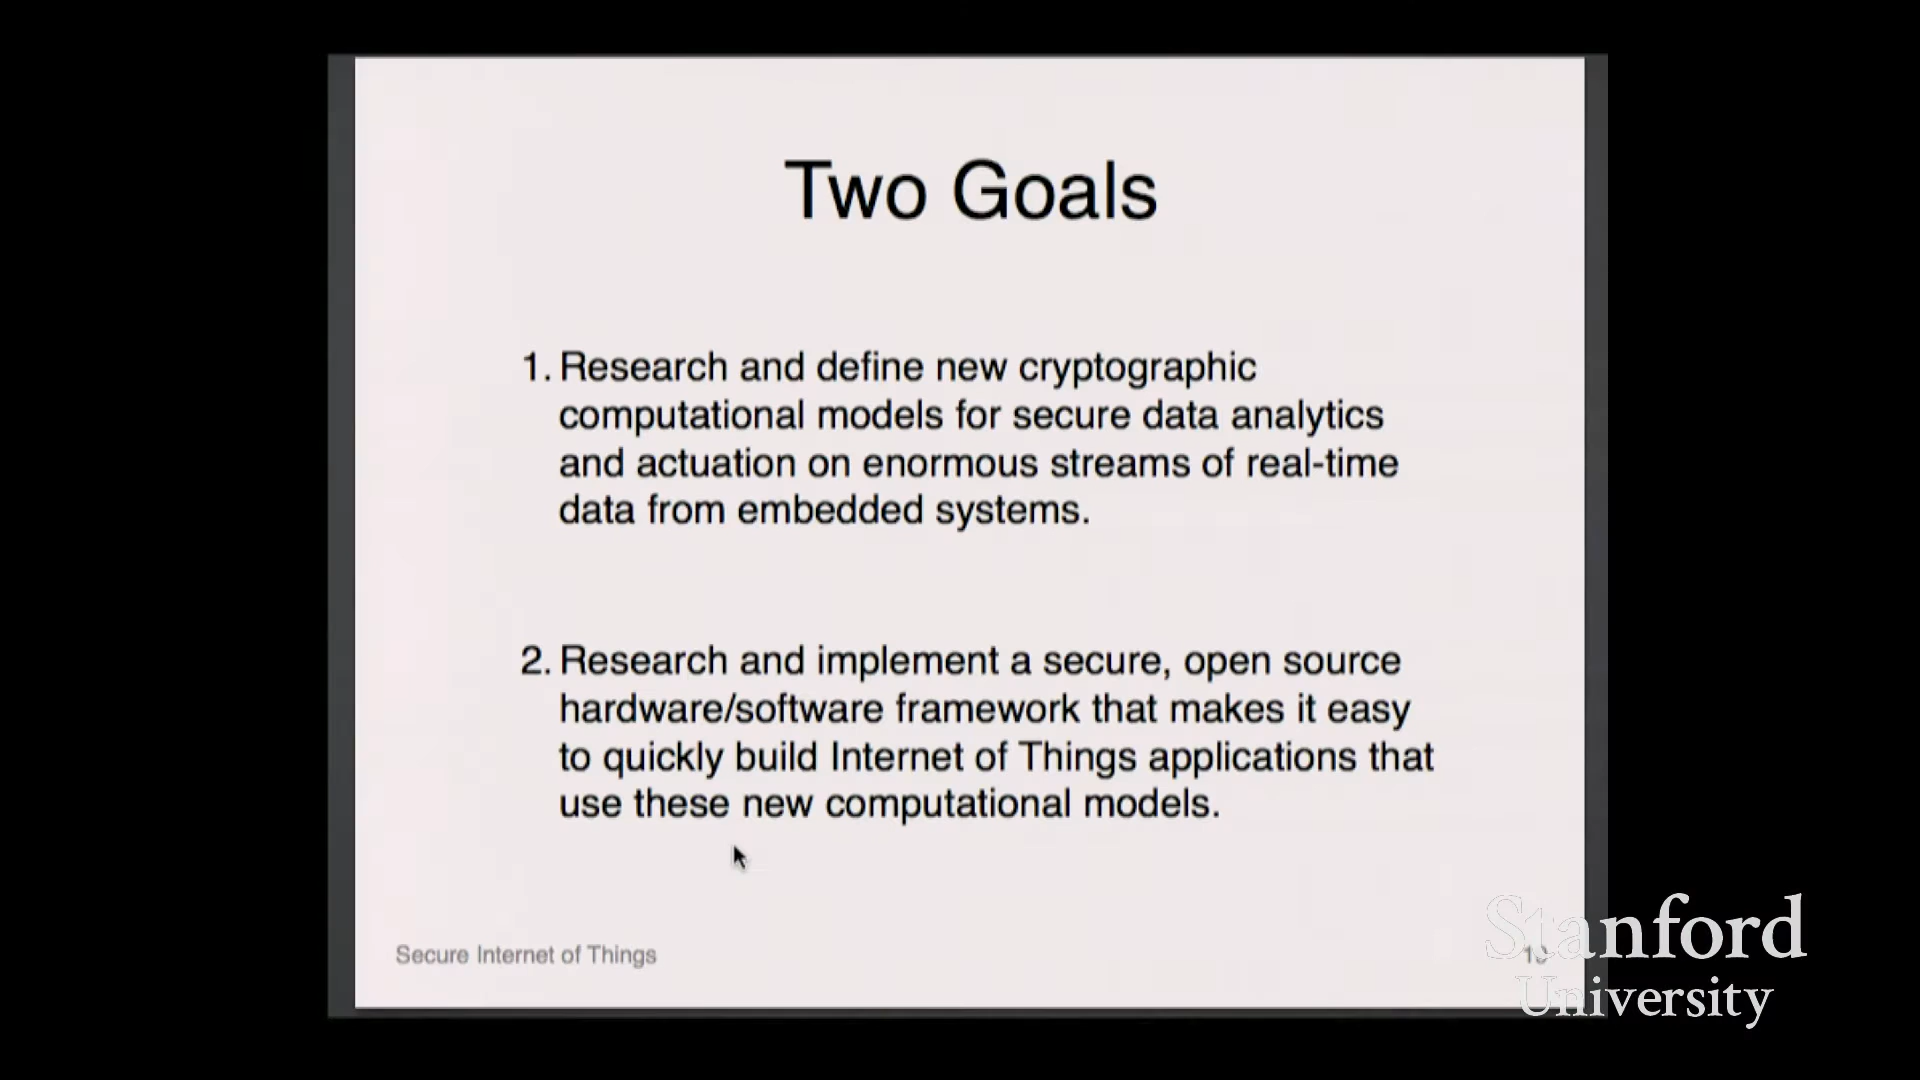 Two Goals
1. Research and define new cryptographic
computational models for secure data analytics
and actuation on enormous streams of real-time
data from embedded systems.
2. Research and implement a secure, open source
hardware/software framework that makes it easy
to quickly build Internet of Things applications that
use these new computational models.
Secure Internet of Things
Stanford
University